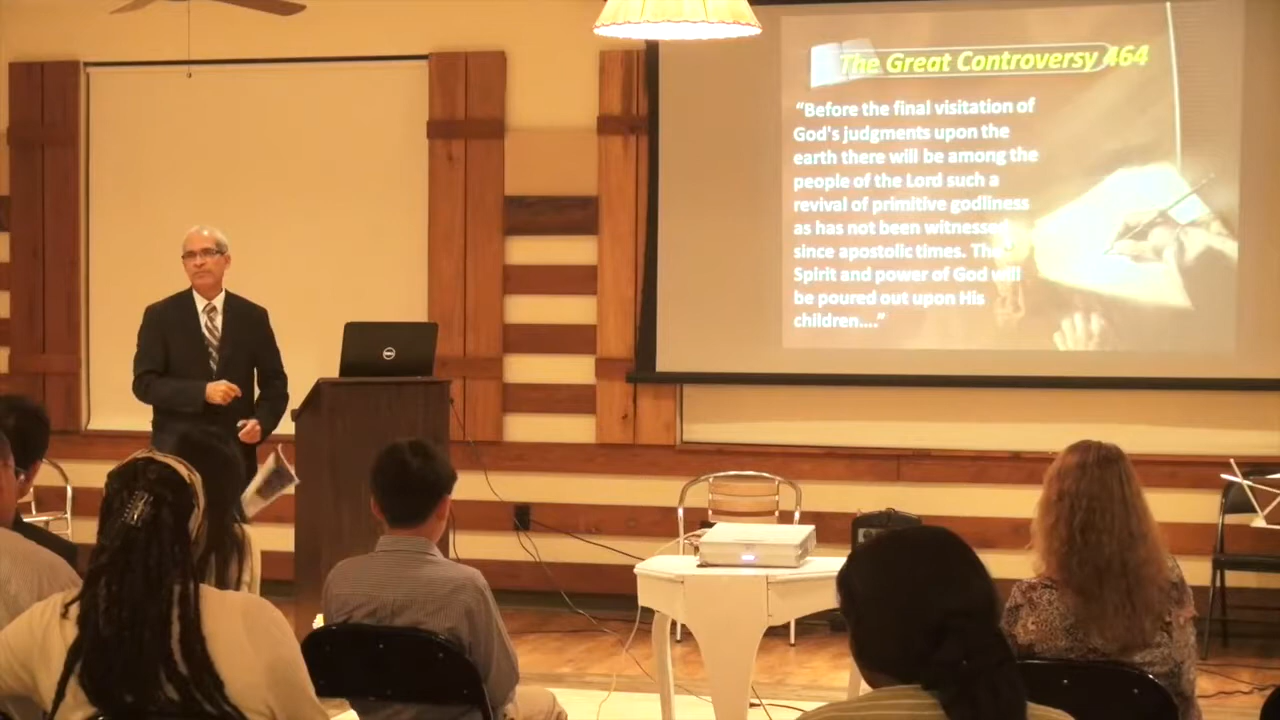 The Great Controversy 464
“Before the final visitation of
God's judgments upon the
earth there will be among the
people of the Lord such a
revival of primitive godliness
as has not been witnessed
since apostolic times. The
Spirit and power of God will
be poured out upon His
children....”
DELL